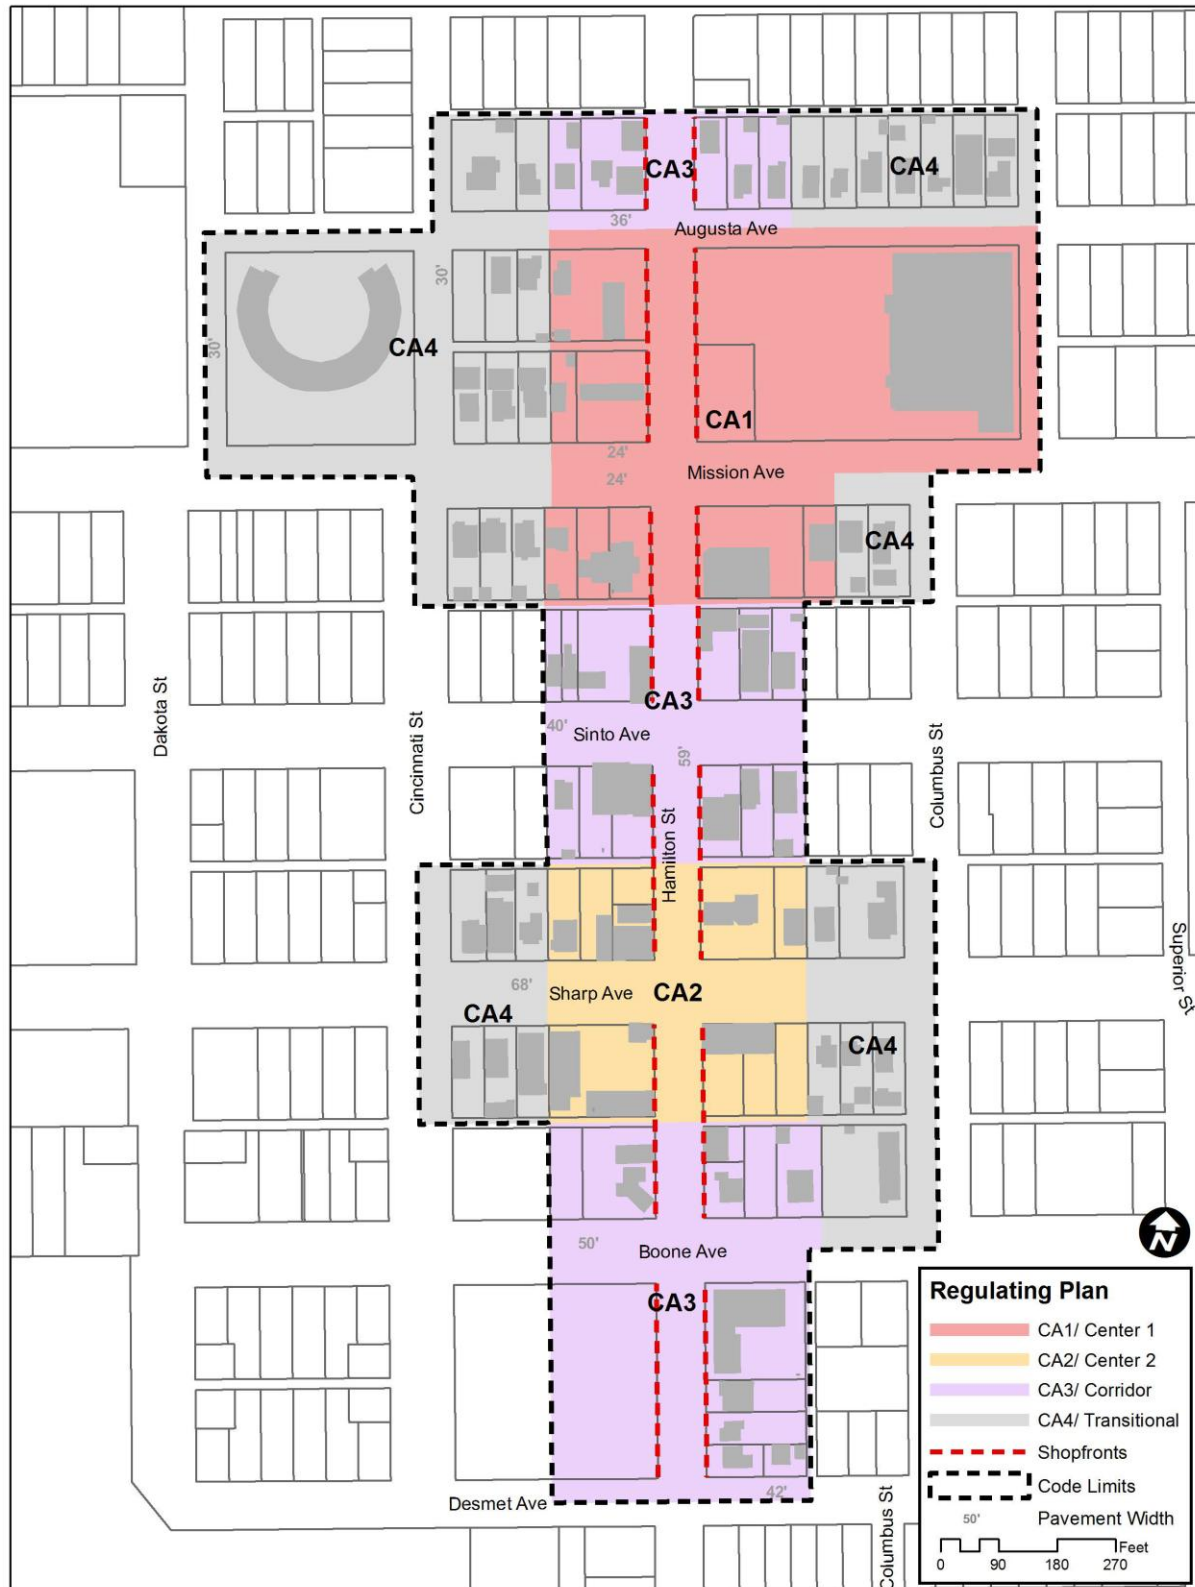 CA3
CA4
36'
Augusta Ave
30'
30'
CA4
CA1
24'
Mission Ave
24'
CA4
Dakota St
Cincinnati St
CA3
40'
Sinto Ave
59'
Columbus St
Hamilton St
Superior St
68'
Sharp Ave
CA2
CA4
CA4
50'
Boone Ave
CA3
N
42'
Desmet Ave
Columbus St
Regulating Plan
CA1/ Center 1
CA2/ Center 2
CA3/ Corridor
CA4/ Transitional
Shopfronts
Code Limits
50' Pavement Width
Feet
0 90 180 270